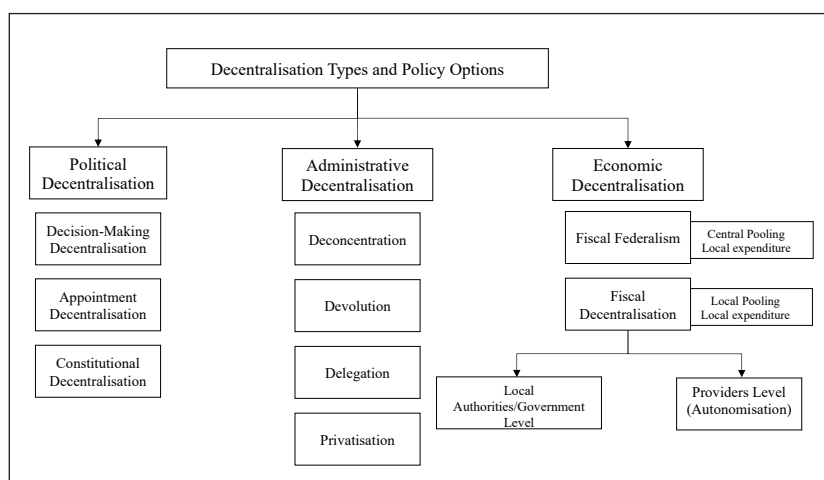 Decentralisation Types and Policy Options
Political
Decentralisation
Decision-Making
Decentralisation
Appointment
Decentralisation
Constitutional
Decentralisation
Administrative
Decentralisation
Deconcentration
Devolution
Delegation
Privatisation
Economic
Decentralisation
Fiscal Federalism
Central Pooling
Local expenditure
Fiscal
Decentralisation
Local Pooling
Local expenditure
Local
Authorities/Government
Level
Providers Level
(Autonomisation)